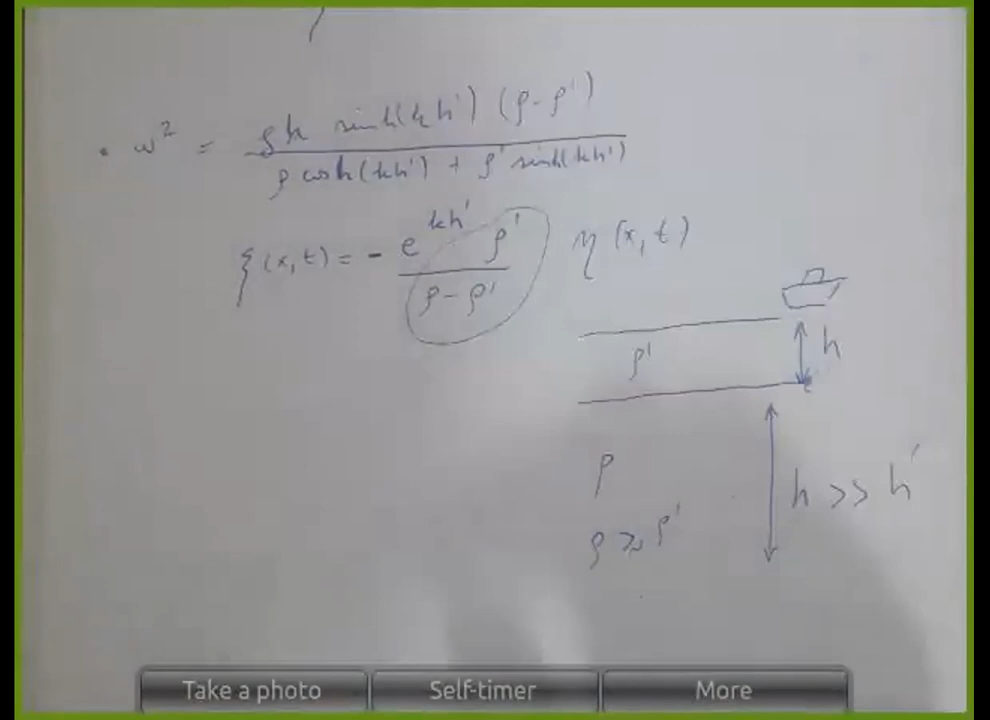 • ω² = gk sinh(kh') (ρ-ρ') / ρ cosh(kh') + ρ' sinh(kh')
ξ(x,t) = - e^{kh'} ρ' / ρ-ρ' η(x,t)
ρ' h
ρ h >> h'
ρ ≳ ρ'
Take a photo Self-timer More